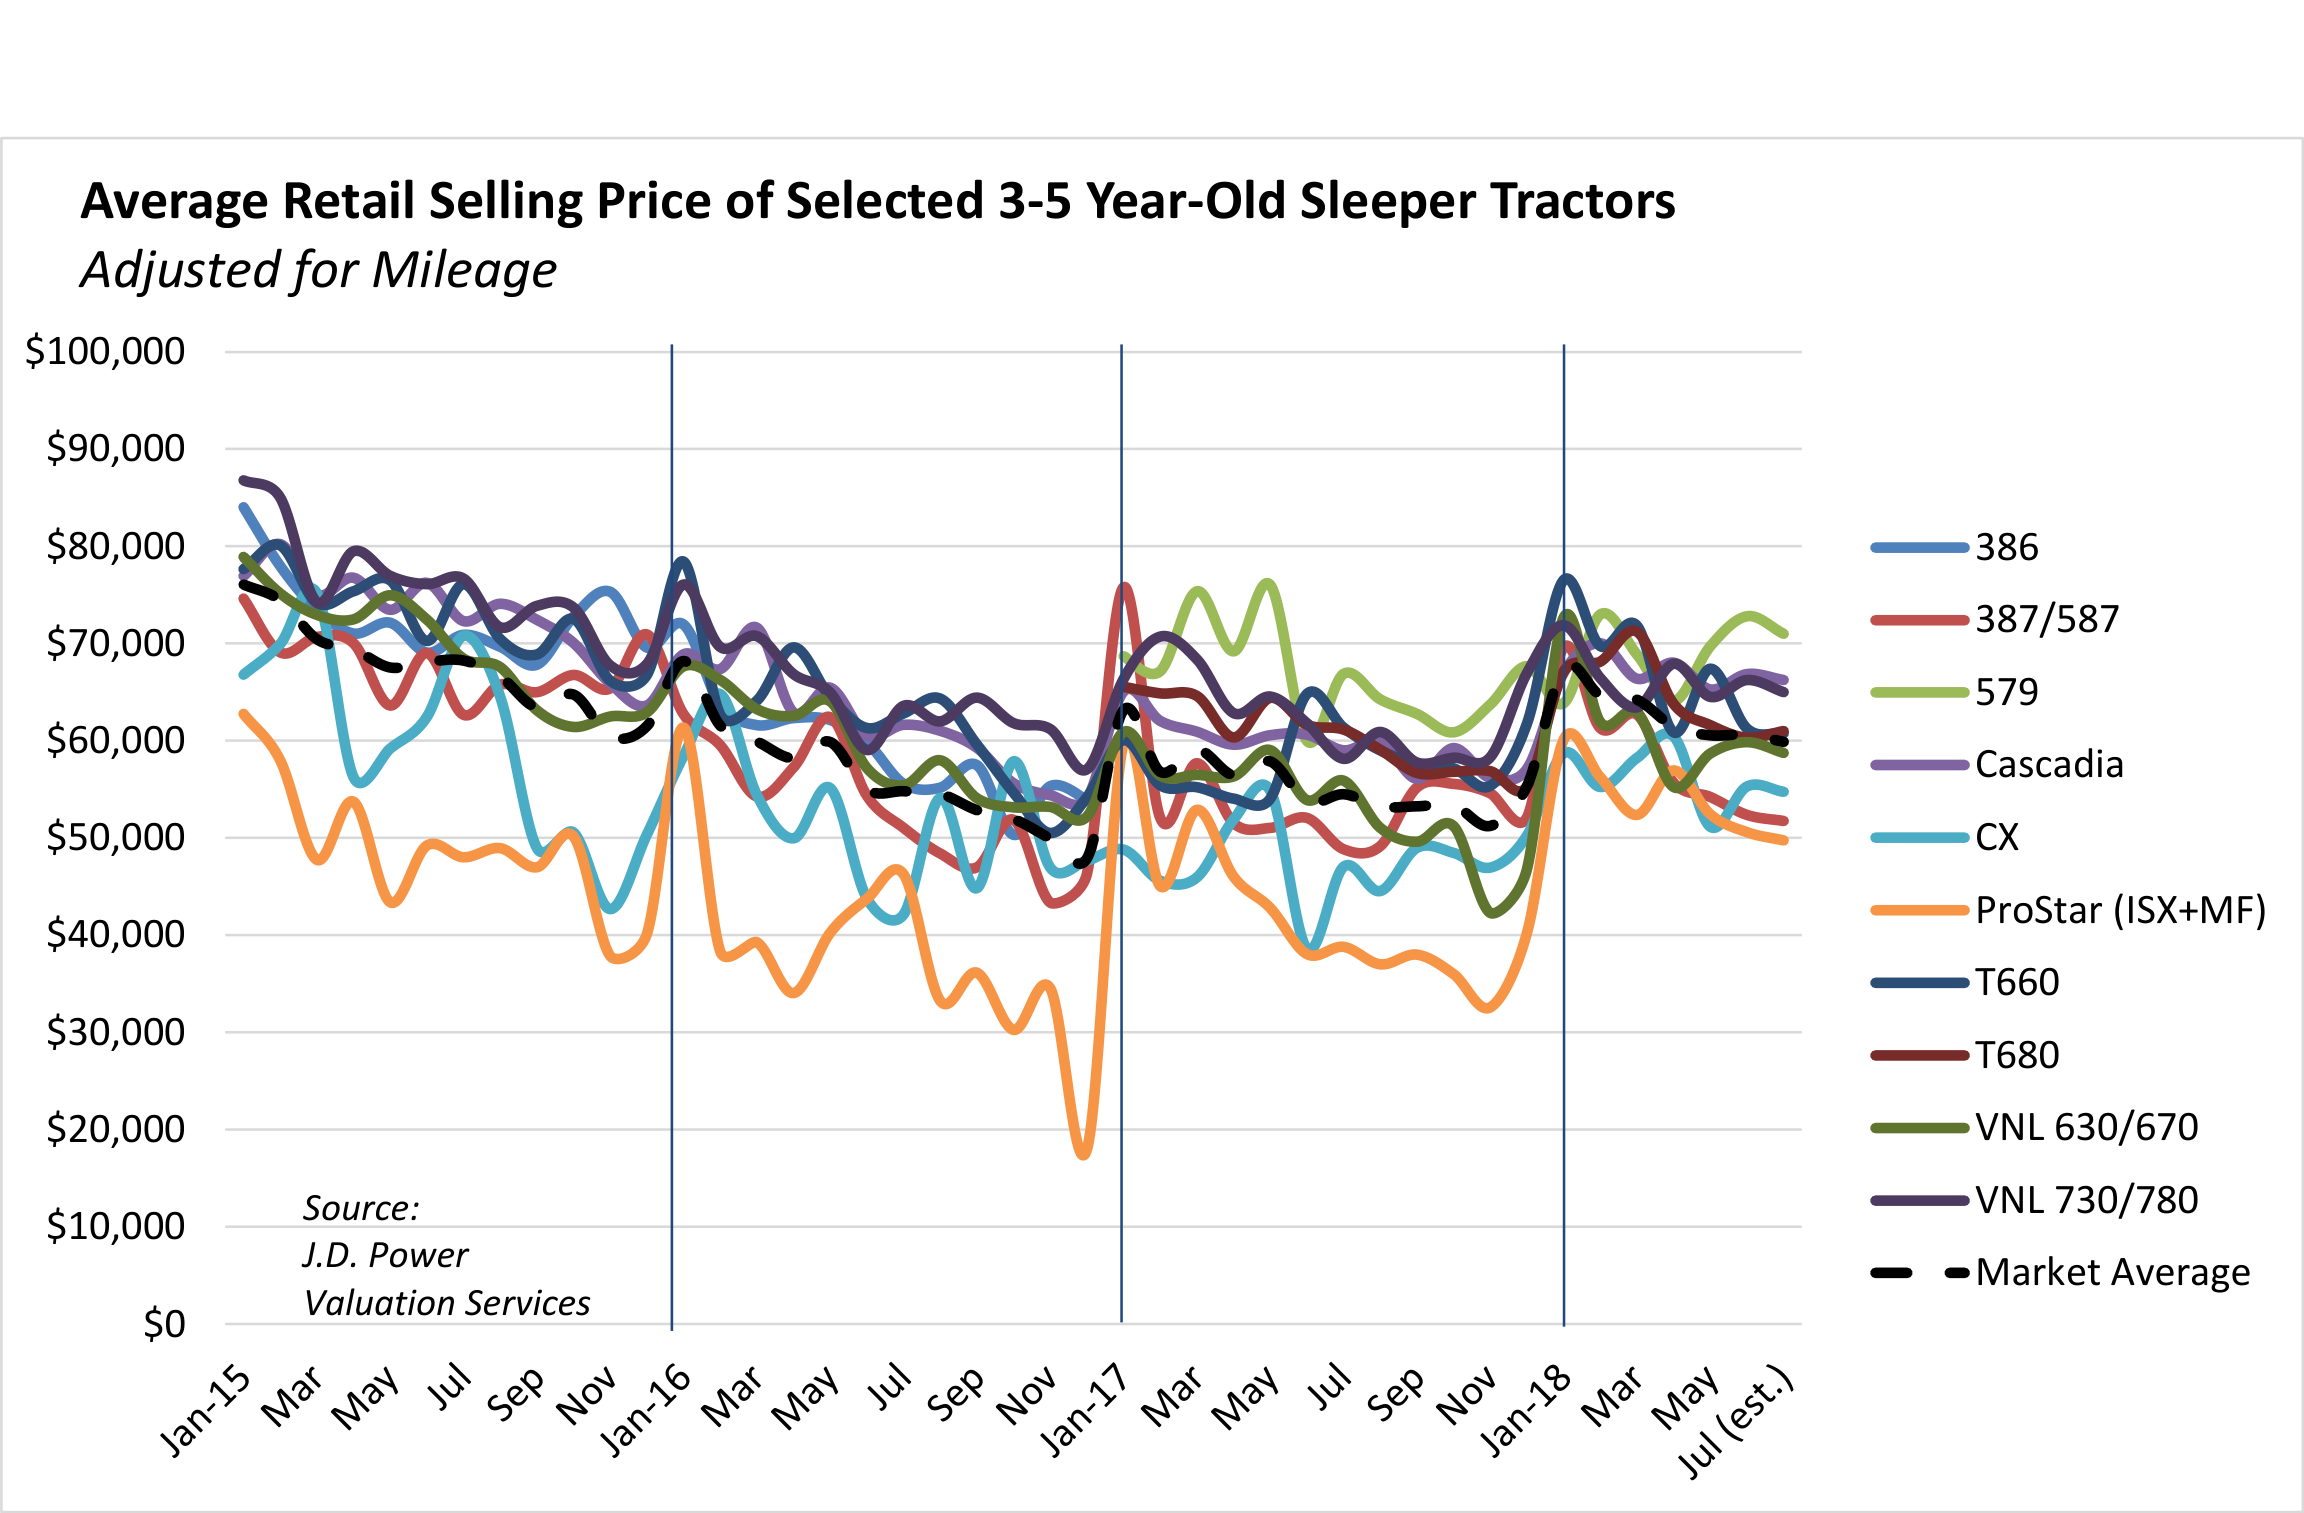 Average Retail Selling Price of Selected 3-5 Year-Old Sleeper Tractors
Adjusted for Mileage
$100,000
$90,000
$80,000
$70,000
$60,000
$50,000
$40,000
$30,000
$20,000
$10,000
$0
Source:
J.D. Power
Valuation Services
Jan-15
Mar
May
Jul
Sep
Nov
Jan-16
Mar
May
Jul
Sep
Nov
Jan-17
Mar
May
Jul
Sep
Nov
Jan-18
Mar
May
Jul (est.)
386
387/587
579
Cascadia
CX
ProStar (ISX+MF)
T660
T680
VNL 630/670
VNL 730/780
Market Average